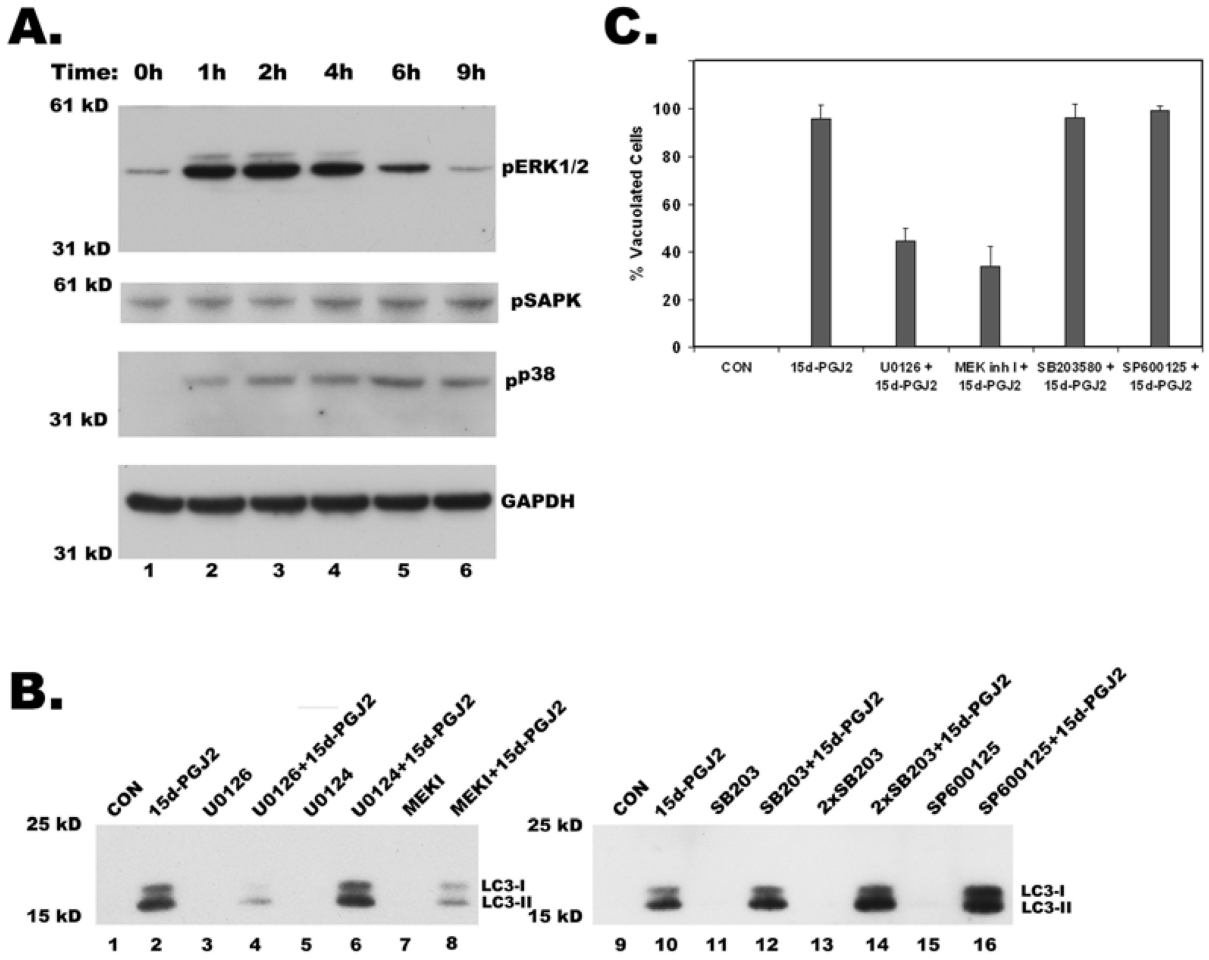 A.
Time: 0h 1h 2h 4h 6h 9h
61 kD
pERK1/2
31 kD
61 kD
pSAPK
pp38
31 kD
GAPDH
31 kD
1 2 3 4 5 6
C.
% Vacuolated Cells
100
80
60
40
20
0
CON
15d-PGJ2
U0126 +
15d-PGJ2
MEK inh I +
15d-PGJ2
SB203580 +
15d-PGJ2
SP600125 +
15d-PGJ2
B.
CON
15d-PGJ2
U0126
U0126+15d-PGJ2
U0124
U0124+15d-PGJ2
MEKI
MEKI+15d-PGJ2
25 kD
LC3-I
LC3-II
15 kD
1 2 3 4 5 6 7 8
CON
15d-PGJ2
SB203
SB203+15d-PGJ2
2xSB203
2xSB203+15d-PGJ2
SP600125
SP600125+15d-PGJ2
25 kD
LC3-I
LC3-II
15 kD
9 10 11 12 13 14 15 16